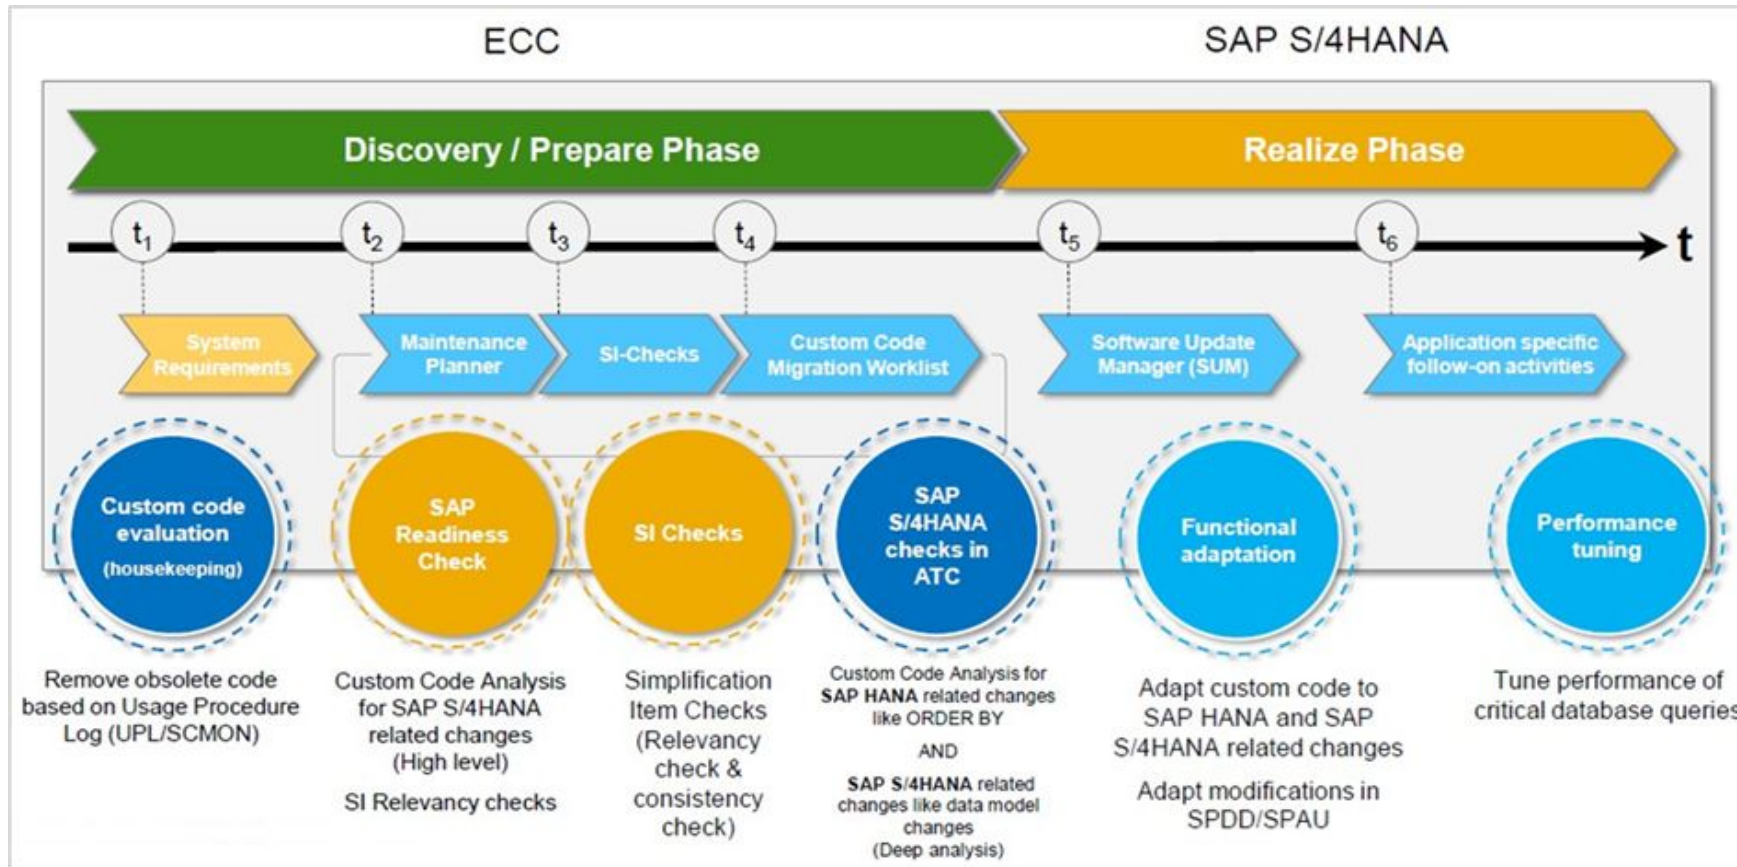 ECC
SAP S/4HANA
Discovery / Prepare Phase
Realize Phase
t1
t2
t3
t4
t5
t6
t
System
Requirements
Maintenance
Planner
SI-Checks
Custom Code
Migration Worklist
Software Update
Manager (SUM)
Application specific
follow-on activities
Custom code
evaluation
(housekeeping)
SAP
Readiness
Check
SI Checks
SAP
S/4HANA
checks in
ATC
Functional
adaptation
Performance
tuning
Remove obsolete code
based on Usage Procedure
Log (UPL/SCMON)
Custom Code Analysis
for SAP S/4HANA
related changes
(High level)
SI Relevancy checks
Simplification
Item Checks
(Relevancy
check &
consistency
check)
Custom Code Analysis for
SAP HANA related changes
like ORDER BY
AND
SAP S/4HANA related
changes like data model
changes
(Deep analysis)
Adapt custom code to
SAP HANA and SAP
S/4HANA related changes
Adapt modifications in
SPDD/SPAU
Tune performance of
critical database queries